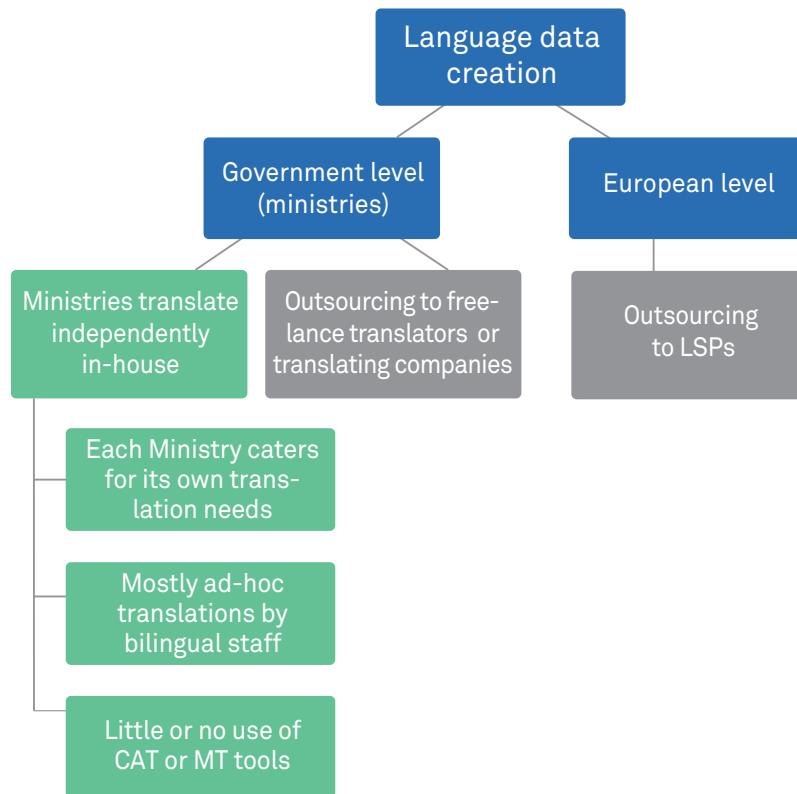 Language data
creation
Government level
(ministries)
European level
Ministries translate
independently
in-house
Outsourcing to free-
lance translators or
translating companies
Outsourcing
to LSPs
Each Ministry caters
for its own trans-
lation needs
Mostly ad-hoc
translations by
bilingual staff
Little or no use of
CAT or MT tools